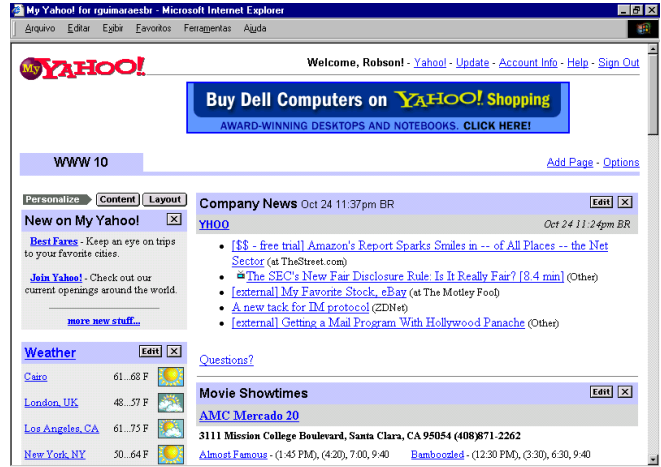 My Yahoo! for rguimaraesbr - Microsoft Internet Explorer
Arquivo Editar Exibir Favoritos Ferramentas Ajuda
My YAHOO!
Welcome, Robson! - Yahoo! - Update - Account Info - Help - Sign Out
Buy Dell Computers on YAHOO! Shopping
AWARD-WINNING DESKTOPS AND NOTEBOOKS. CLICK HERE!
WWW 10
Add Page - Options
Personalize Content Layout
New on My Yahoo! X
Best Fares - Keep an eye on trips
to your favorite cities.
Join Yahoo! - Check out our
current openings around the world.
more new stuff...
Weather Edit X
Cairo 61...68 F
London, UK 48...57 F
Los Angeles, CA 61...75 F
New York, NY 50...64 F
Company News Oct 24 11:37pm BR Edit X
YHOO Oct 24 11:24pm BR
• [$$ - free trial] Amazon's Report Sparks Smiles in -- of All Places -- the Net
Sector (at TheStreet.com)
• The SEC's New Fair Disclosure Rule: Is It Really Fair? [8.4 min] (Other)
• [external] My Favorite Stock, eBay (at The Motley Fool)
• A new tack for IM protocol (ZDNet)
• [external] Getting a Mail Program With Hollywood Panache (Other)
Questions?
Movie Showtimes Edit X
AMC Mercado 20
3111 Mission College Boulevard, Santa Clara, CA 95054 (408)871-2262
Almost Famous - (1:45 PM), (4:20), 7:00, 9:40 Bamboozled - (12:30 PM), (3:30), 6:30, 9:40